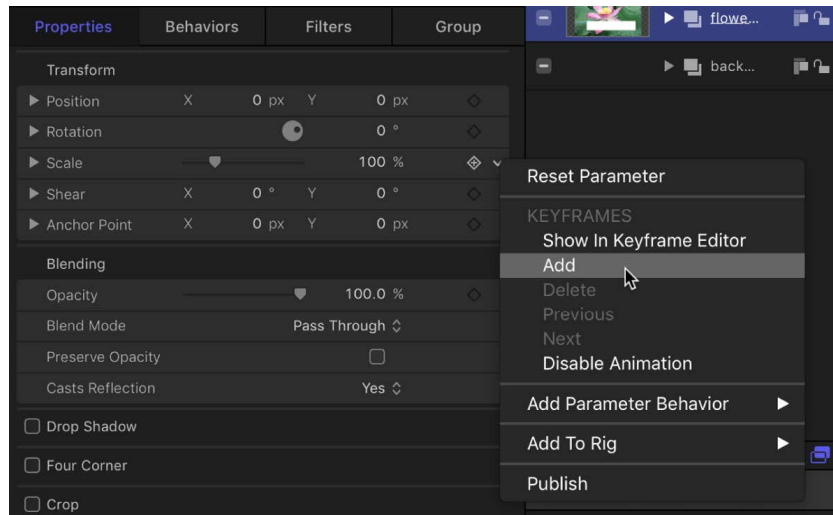 Properties Behaviors Filters Group
flowe...
back...
Transform
Position X 0 px Y 0 px
Rotation 0 °
Scale 100 %
Shear X 0 ° Y 0 °
Anchor Point X 0 px Y 0 px
Blending
Opacity 100.0 %
Blend Mode Pass Through
Preserve Opacity
Casts Reflection Yes
Drop Shadow
Four Corner
Crop
Reset Parameter
KEYFRAMES
Show In Keyframe Editor
Add
Delete
Previous
Next
Disable Animation
Add Parameter Behavior
Add To Rig
Publish